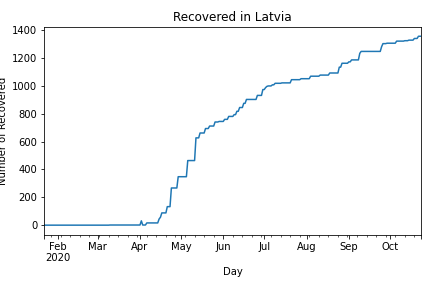 Recovered in Latvia
Number of Recovered
1400
1200
1000
800
600
400
200
0
Feb Mar Apr May Jun Jul Aug Sep Oct
2020
Day